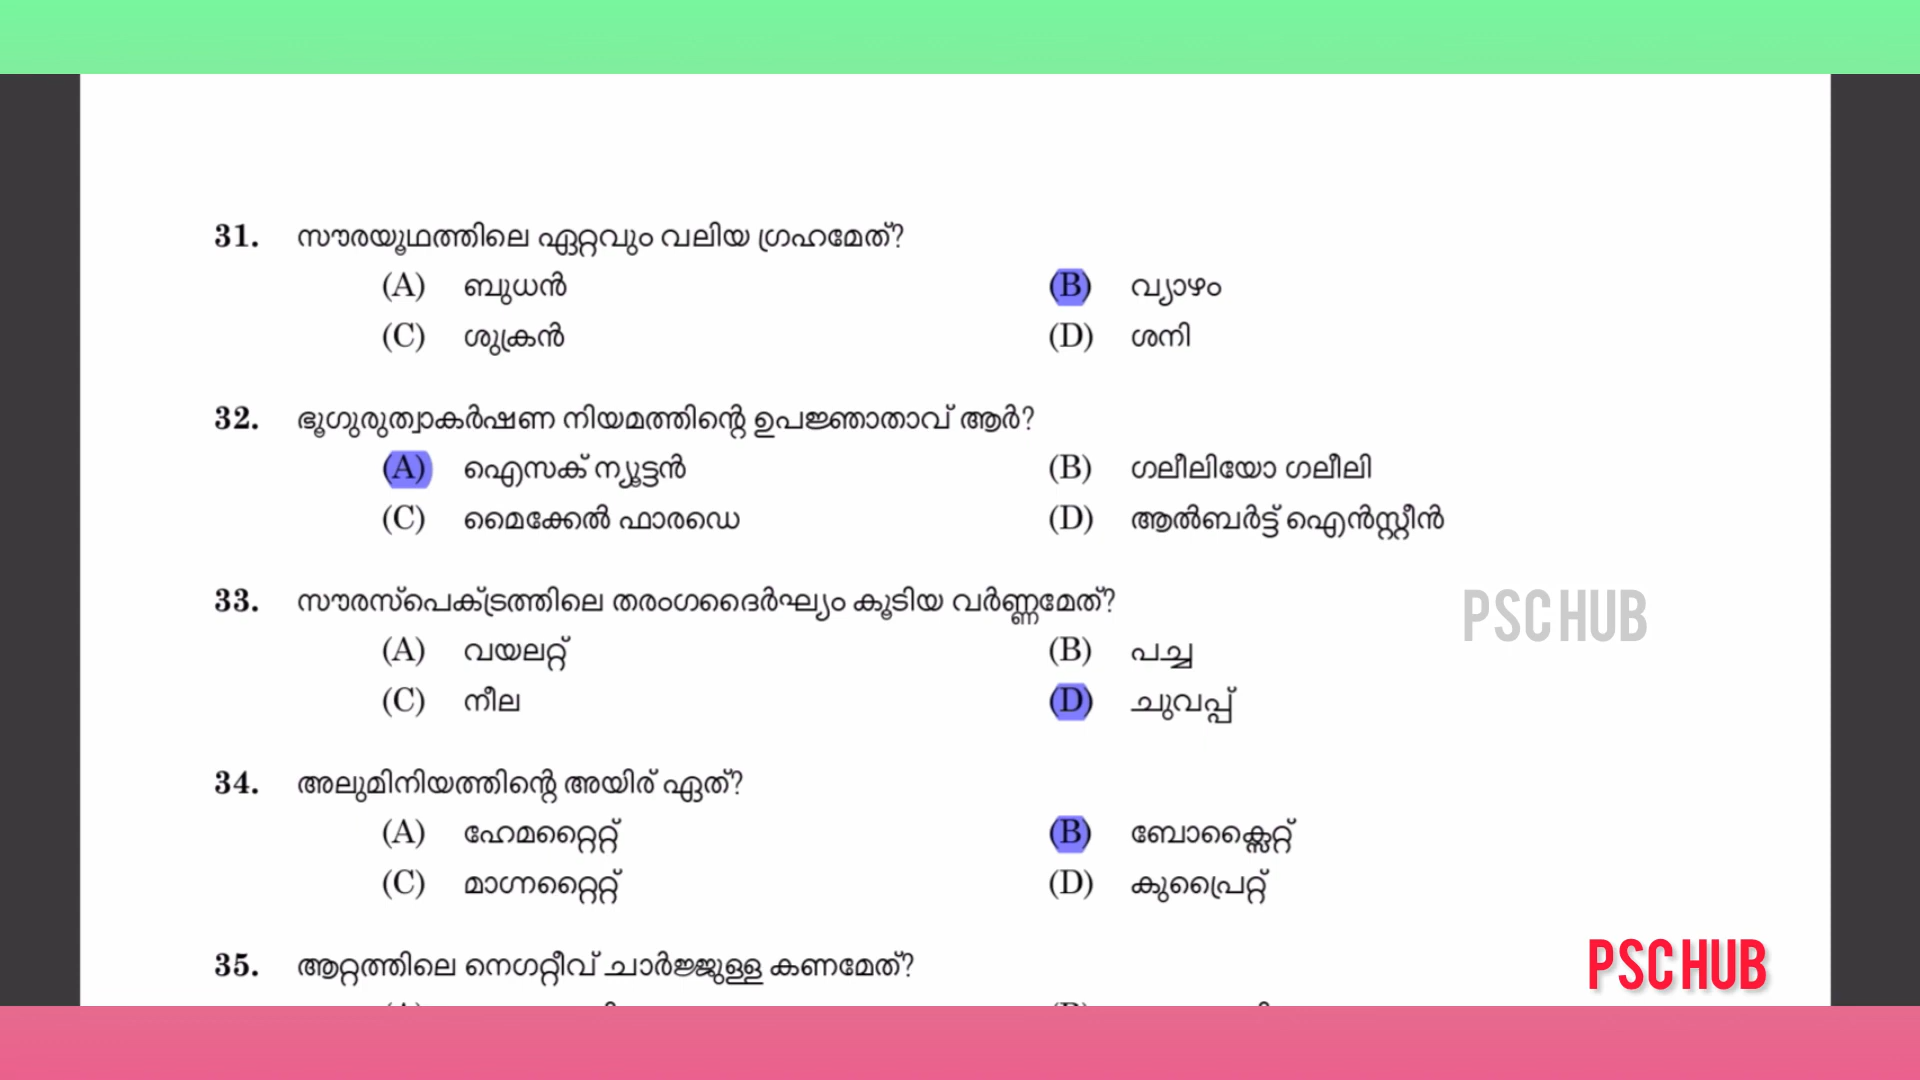 31. സൗരയൂഥത്തിലെ ഏറ്റവും വലിയ ഗ്രഹമേത്?
(A) ബുധൻ (B) വ്യാഴം
(C) ശുക്രൻ (D) ശനി
32. ഭൂഗുരുത്വാകർഷണ നിയമത്തിന്റെ ഉപജ്ഞാതാവ് ആർ?
(A) ഐസക് ന്യൂട്ടൻ (B) ഗലീലിയോ ഗലീലി
(C) മൈക്കേൽ ഫാരഡെ (D) ആൽബർട്ട് ഐൻസ്റ്റീൻ
33. സൗരസ്പെക്ട്രത്തിലെ തരംഗദൈർഘ്യം കൂടിയ വർണ്ണമേത്?
PSC HUB
(A) വയലറ്റ് (B) പച്ച
(C) നീല (D) ചുവപ്പ്
34. അലുമിനിയത്തിന്റെ അയിര് ഏത്?
(A) ഹേമറ്റൈറ്റ് (B) ബോക്സൈറ്റ്
(C) മാഗ്നറ്റൈറ്റ് (D) കുപ്രൈറ്റ്
35. ആറ്റത്തിലെ നെഗറ്റീവ് ചാർജ്ജുള്ള കണമേത്?
PSC HUB